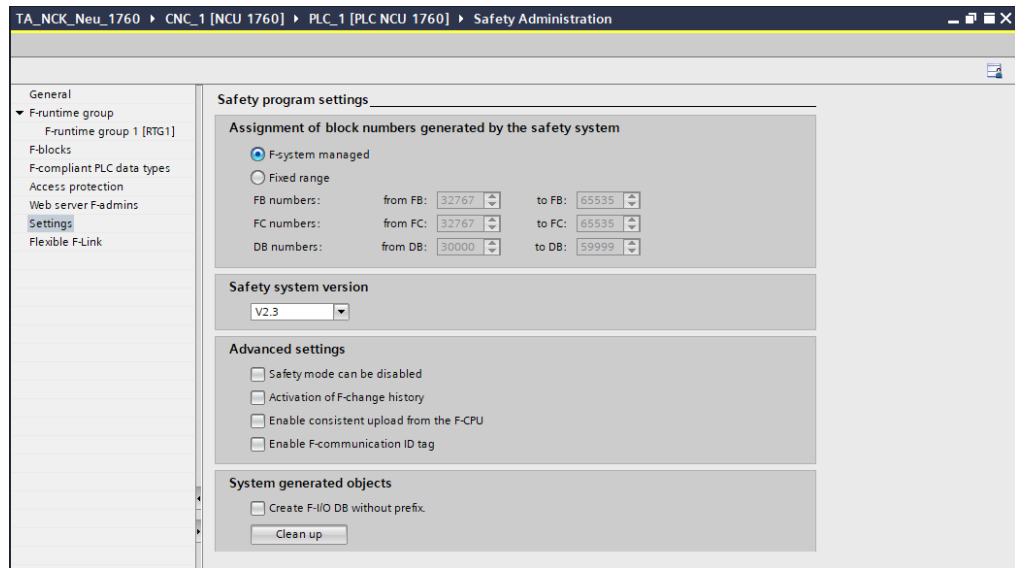 TA_NCK_Neu_1760 ▸ CNC_1 [NCU 1760] ▸ PLC_1 [PLC NCU 1760] ▸ Safety Administration
General
F-runtime group
F-runtime group 1 [RTG1]
F-blocks
F-compliant PLC data types
Access protection
Web server F-admins
Settings
Flexible F-Link
Safety program settings
Assignment of block numbers generated by the safety system
F-system managed
Fixed range
FB numbers: from FB: 32767 to FB: 65535
FC numbers: from FC: 32767 to FC: 65535
DB numbers: from DB: 30000 to DB: 59999
Safety system version
V2.3
Advanced settings
Safety mode can be disabled
Activation of F-change history
Enable consistent upload from the F-CPU
Enable F-communication ID tag
System generated objects
Create F-I/O DB without prefix.
Clean up